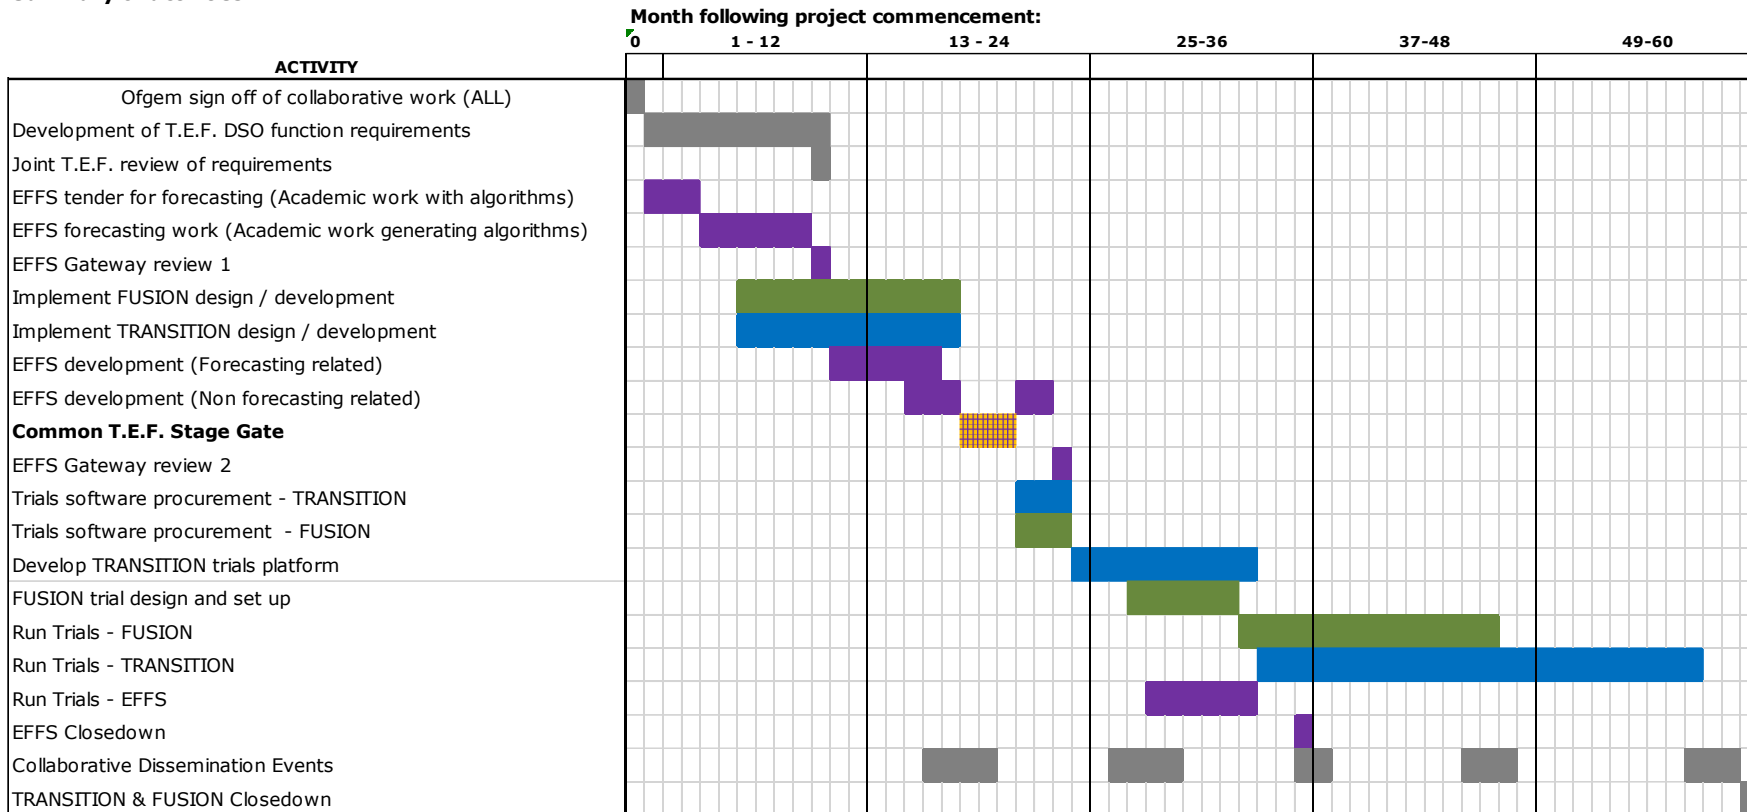 Month following project commencement:
0 1 - 12 13 - 24 25-36 37-48 49-60
ACTIVITY
Ofgem sign off of collaborative work (ALL)
Development of T.E.F. DSO function requirements
Joint T.E.F. review of requirements
EFFS tender for forecasting (Academic work with algorithms)
EFFS forecasting work (Academic work generating algorithms)
EFFS Gateway review 1
Implement FUSION design / development
Implement TRANSITION design / development
EFFS development (Forecasting related)
EFFS development (Non forecasting related)
Common T.E.F. Stage Gate
EFFS Gateway review 2
Trials software procurement - TRANSITION
Trials software procurement  - FUSION
Develop TRANSITION trials platform
FUSION trial design and set up
Run Trials - FUSION
Run Trials - TRANSITION
Run Trials - EFFS
EFFS Closedown
Collaborative Dissemination Events
TRANSITION & FUSION Closedown